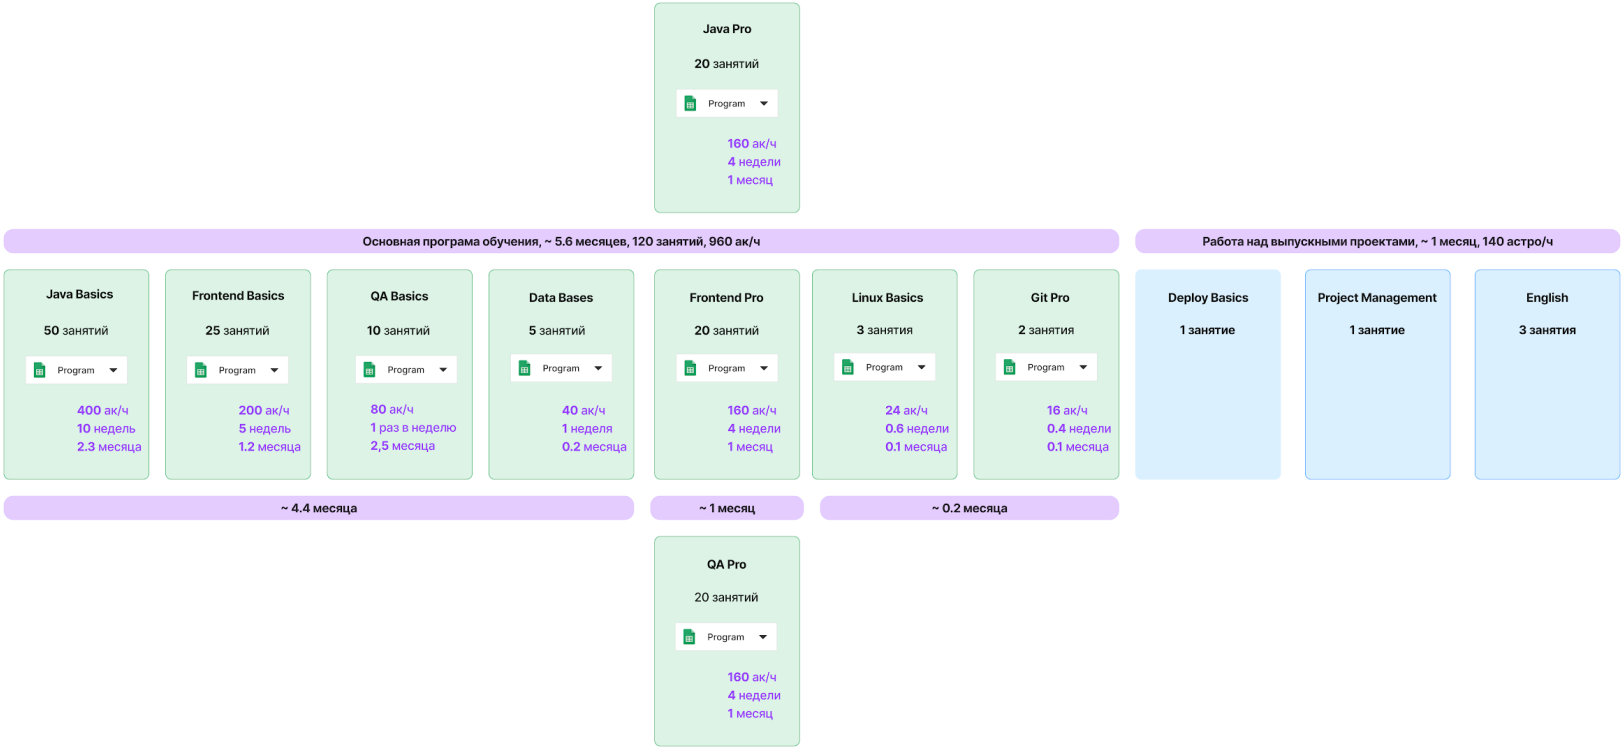 Java Pro
20 занятий
Program
160 ак/ч
4 недели
1 месяц
Основная програма обучения, ~ 5.6 месяцев, 120 занятий, 960 ак/ч
Работа над выпускными проектами, ~ 1 месяц, 140 астро/ч
Java Basics
50 занятий
Program
400 ак/ч
10 недель
2.3 месяца
Frontend Basics
25 занятий
Program
200 ак/ч
5 недель
1.2 месяца
QA Basics
10 занятий
Program
80 ак/ч
1 раз в неделю
2,5 месяца
Data Bases
5 занятий
Program
40 ак/ч
1 неделя
0.2 месяца
Frontend Pro
20 занятий
Program
160 ак/ч
4 недели
1 месяц
Linux Basics
3 занятия
Program
24 ак/ч
0.6 недели
0.1 месяца
Git Pro
2 занятия
Program
16 ак/ч
0.4 недели
0.1 месяца
Deploy Basics
1 занятие
Project Management
1 занятие
English
3 занятия
~ 4.4 месяца
~ 1 месяц
~ 0.2 месяца
QA Pro
20 занятий
Program
160 ак/ч
4 недели
1 месяц